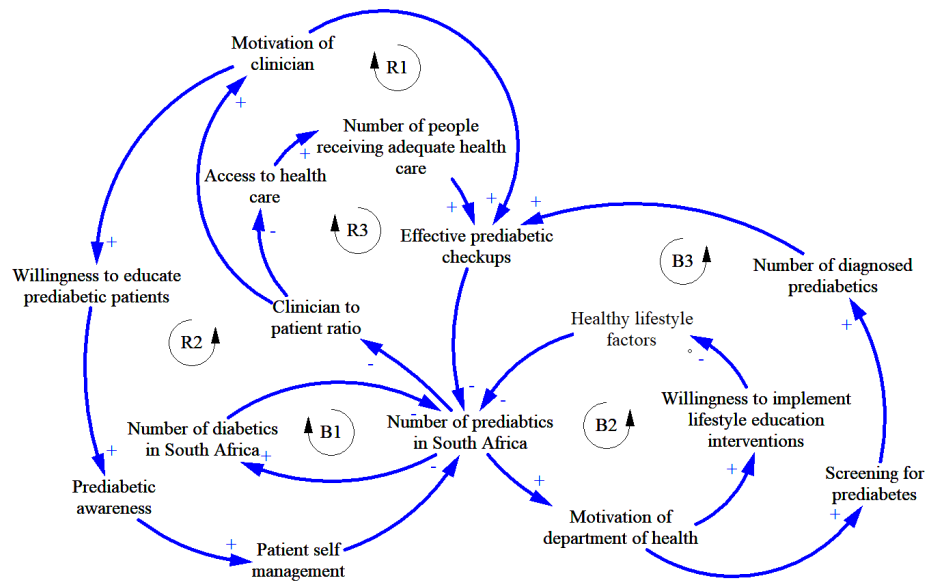 Motivation of
clinician
R1
+
Number of people
receiving adequate health
care
+
Access to health
care
+
+
+
-
R3
Effective prediabetic
checkups
+
B3
Willingness to educate
prediabetic patients
Number of diagnosed
prediabetics
Clinician to
patient ratio
Healthy lifestyle
factors
+
R2
-
-
-
-
Willingness to implement
lifestyle education
interventions
Number of diabetics
in South Africa
B1
-
Number of prediabtics
in South Africa
B2
+
+
-
+
+
Screening for
prediabetes
Prediabetic
awareness
+
+
Motivation of
department of health
+
Patient self
management